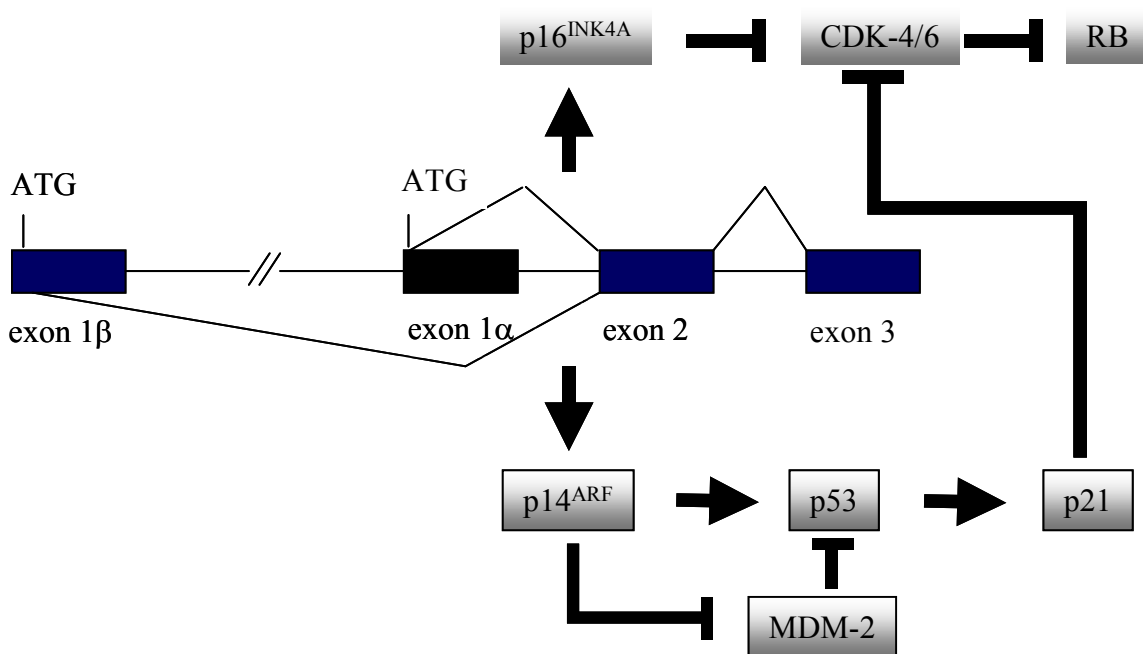 p16INK4A
CDK-4/6
RB
ATG
ATG
exon 1β
exon 1α
exon 2
exon 3
p14ARF
p53
p21
MDM-2